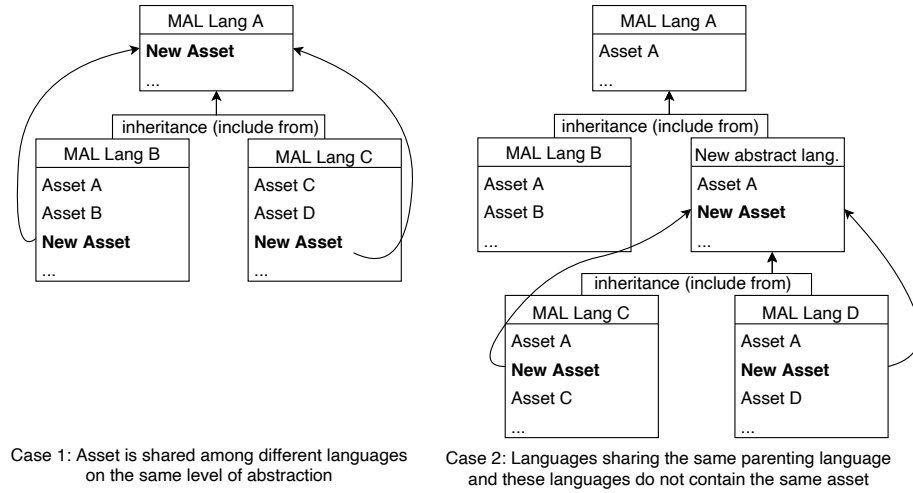 MAL Lang A
New Asset
...
inheritance (include from)
MAL Lang B
Asset A
Asset B
New Asset
...
MAL Lang C
Asset C
Asset D
New Asset
...
Case 1: Asset is shared among different languages
on the same level of abstraction
MAL Lang A
Asset A
...
inheritance (include from)
MAL Lang B
Asset A
Asset B
...
New abstract lang.
Asset A
New Asset
...
inheritance (include from)
MAL Lang C
Asset A
New Asset
Asset C
...
MAL Lang D
Asset A
New Asset
Asset D
...
Case 2: Languages sharing the same parenting language
and these languages do not contain the same asset